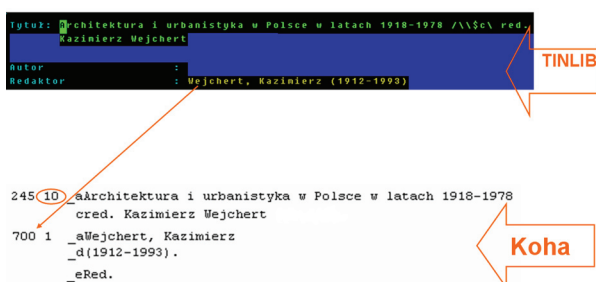 Tytuł: Architektura i urbanistyka w Polsce w latach 1918-1978 /\\$c\ red.
Kazimierz Wejchert
Autor :
Redaktor : Wejchert, Kazimierz (1912-1993)
TINLIB
245 10 _aArchitektura i urbanistyka w Polsce w latach 1918-1978
cred. Kazimierz Wejchert
700 1 _aWejchert, Kazimierz
_d(1912-1993).
_eRed.
Koha